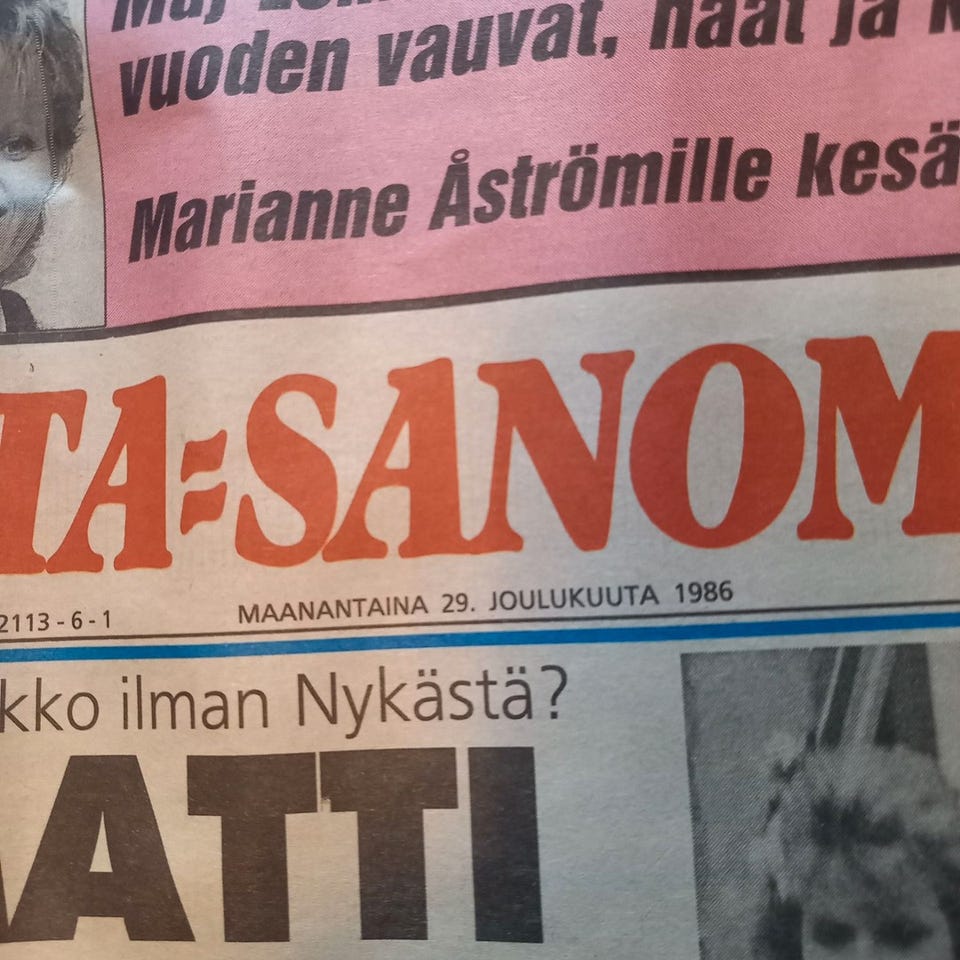 vuoden vauvat, häät ja
Marianne Åströmille kesä
TA=SANOM
2113-6-1
MAANANTAINA 29. JOULUKUUTA 1986
kko ilman Nykästä?
ATTI